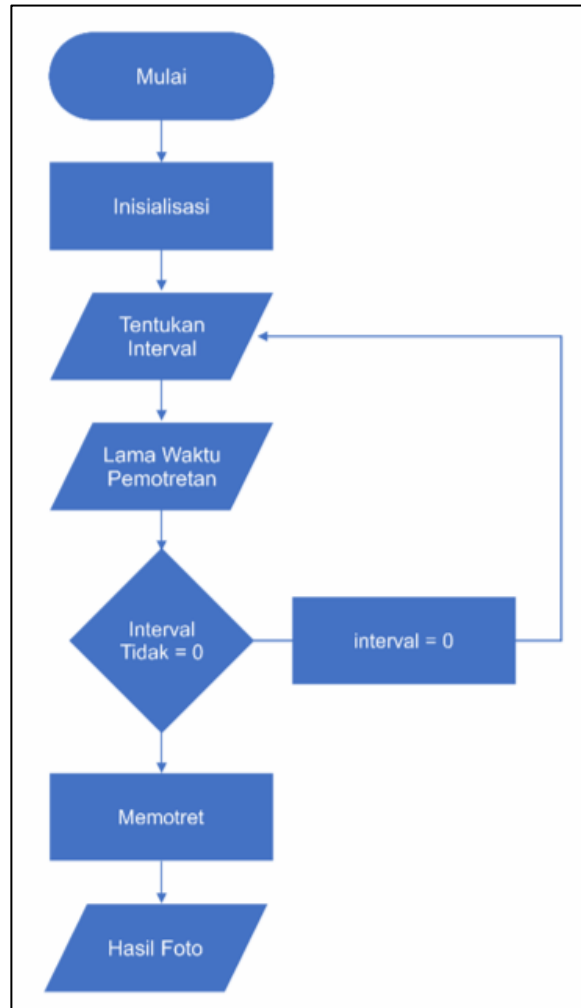 Mulai
Inisialisasi
Tentukan
Interval
Lama Waktu
Pemotretan
Interval
Tidak = 0
interval = 0
Memotret
Hasil Foto